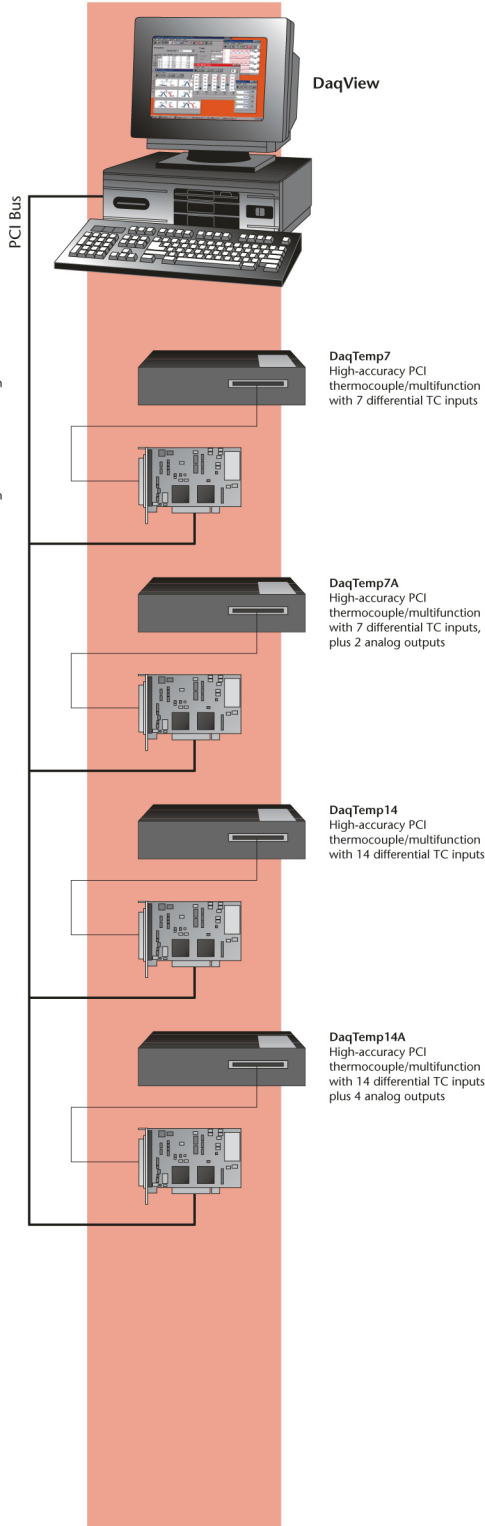 DaqView
PCI Bus
DaqTemp7
High-accuracy PCI
thermocouple/multifunction
with 7 differential TC inputs
DaqTemp7A
High-accuracy PCI
thermocouple/multifunction
with 7 differential TC inputs,
plus 2 analog outputs
DaqTemp14
High-accuracy PCI
thermocouple/multifunction
with 14 differential TC inputs
DaqTemp14A
High-accuracy PCI
thermocouple/multifunction
with 14 differential TC inputs
plus 4 analog outputs